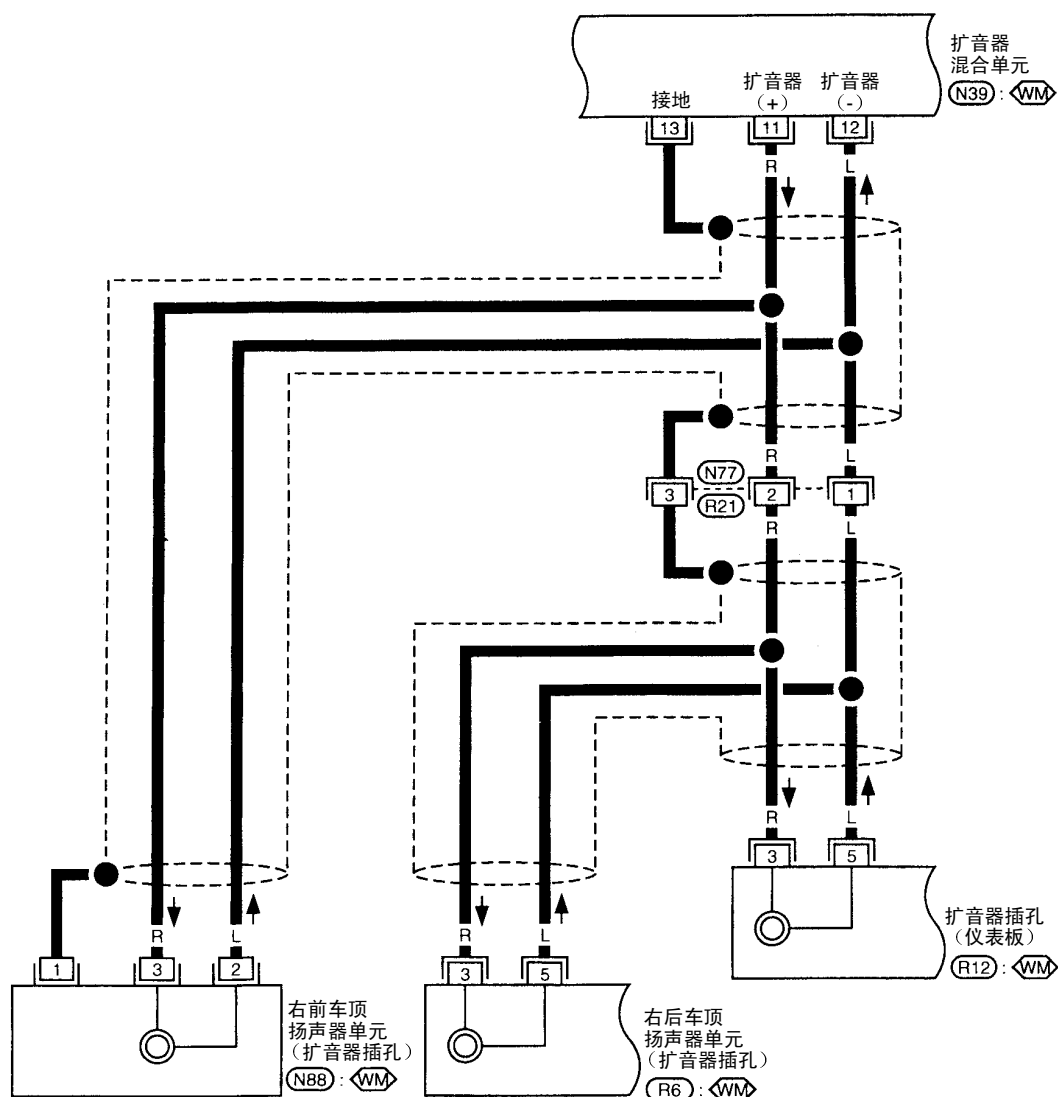 扩音器
混合单元
N39 : WM
扩音器 扩音器
接地 (+) (-)
13 11 12
R L
R L
N77
3 2 1
R21
R L
R L
3 5
扩音器插孔
(仪表板)
R12 : WM
R L R L
1 3 2 3 5
右前车顶
扬声器单元
(扩音器插孔)
N88 : WM
右后车顶
扬声器单元
(扩音器插孔)
R6 : WM